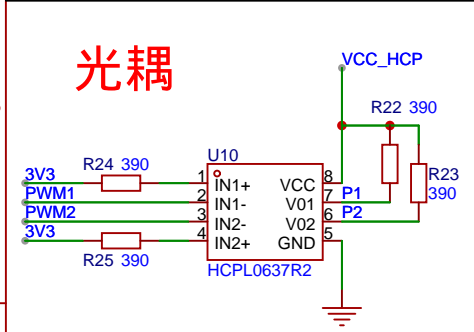 光耦
VCC_HCP
R22 390
R24 390
U10
R23
390
3V3
PWM1
PWM2
3V3
1
2
3
4
IN1+
IN1-
IN2-
IN2+
VCC
V01
V02
GND
8
7
6
5
P1
P2
R25 390
HCPL0637R2